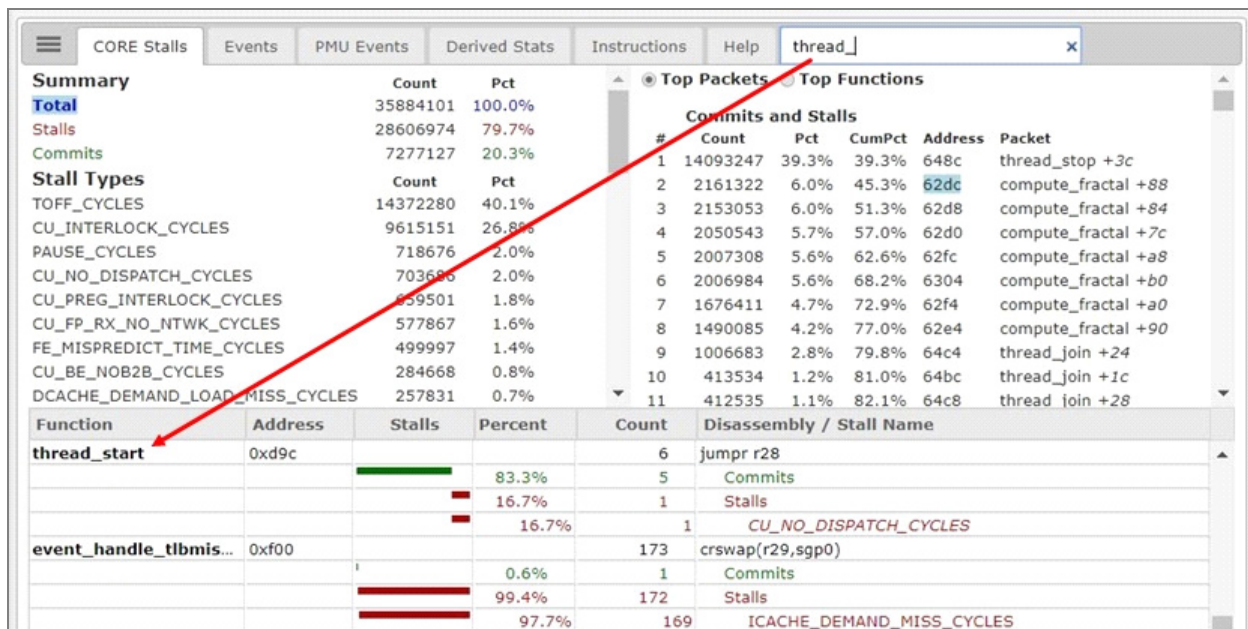 CORE Stalls Events PMU Events Derived Stats Instructions Help thread_ ×
Summary Count Pct
Total 35884101 100.0%
Stalls 28606974 79.7%
Commits 7277127 20.3%
Stall Types Count Pct
TOFF_CYCLES 14372280 40.1%
CU_INTERLOCK_CYCLES 9615151 26.8%
PAUSE_CYCLES 718676 2.0%
CU_NO_DISPATCH_CYCLES 703686 2.0%
CU_PREG_INTERLOCK_CYCLES 659501 1.8%
CU_FP_RX_NO_NTWK_CYCLES 577867 1.6%
FE_MISPREDICT_TIME_CYCLES 499997 1.4%
CU_BE_NOB2B_CYCLES 284668 0.8%
DCACHE_DEMAND_LOAD_MISS_CYCLES 257831 0.7%
Top Packets Top Functions
Commits and Stalls
# Count Pct CumPct Address Packet
1 14093247 39.3% 39.3% 648c thread_stop +3c
2 2161322 6.0% 45.3% 62dc compute_fractal +88
3 2153053 6.0% 51.3% 62d8 compute_fractal +84
4 2050543 5.7% 57.0% 62d0 compute_fractal +7c
5 2007308 5.6% 62.6% 62fc compute_fractal +a8
6 2006984 5.6% 68.2% 6304 compute_fractal +b0
7 1676411 4.7% 72.9% 62f4 compute_fractal +a0
8 1490085 4.2% 77.0% 62e4 compute_fractal +90
9 1006683 2.8% 79.8% 64c4 thread_join +24
10 413534 1.2% 81.0% 64bc thread_join +1c
11 412535 1.1% 82.1% 64c8 thread_join +28
Function Address Stalls Percent Count Disassembly / Stall Name
thread_start 0xd9c 6 jumpr r28
83.3% 5 Commits
16.7% 1 Stalls
16.7% 1 CU_NO_DISPATCH_CYCLES
event_handle_tlbmis... 0xf00 173 crswap(r29,sgp0)
0.6% 1 Commits
99.4% 172 Stalls
97.7% 169 ICACHE_DEMAND_MISS_CYCLES